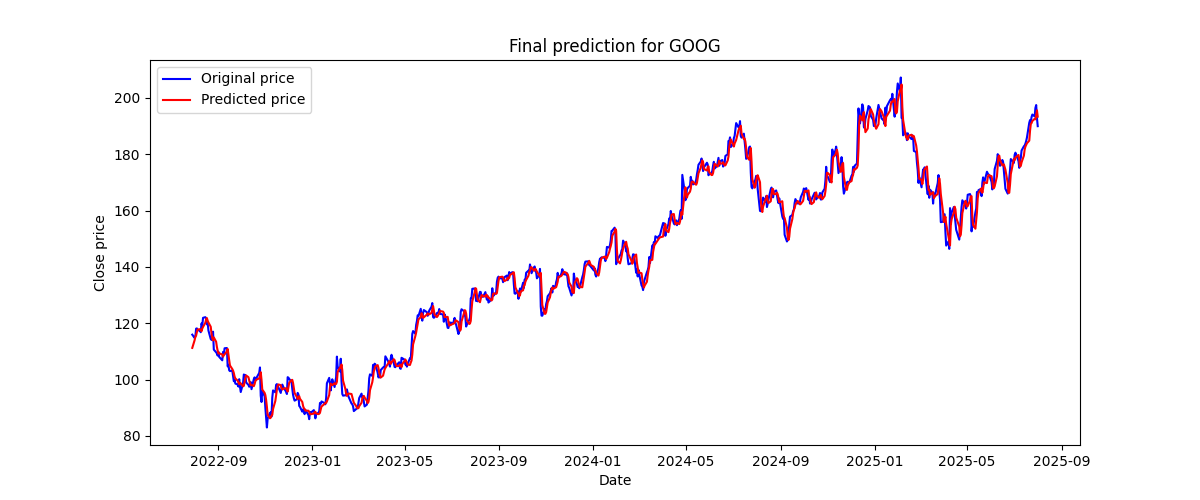 Final prediction for GOOG
Original price
Predicted price
200
180
160
140
120
100
80
Close price
2022-09 2023-01 2023-05 2023-09 2024-01 2024-05 2024-09 2025-01 2025-05 2025-09
Date